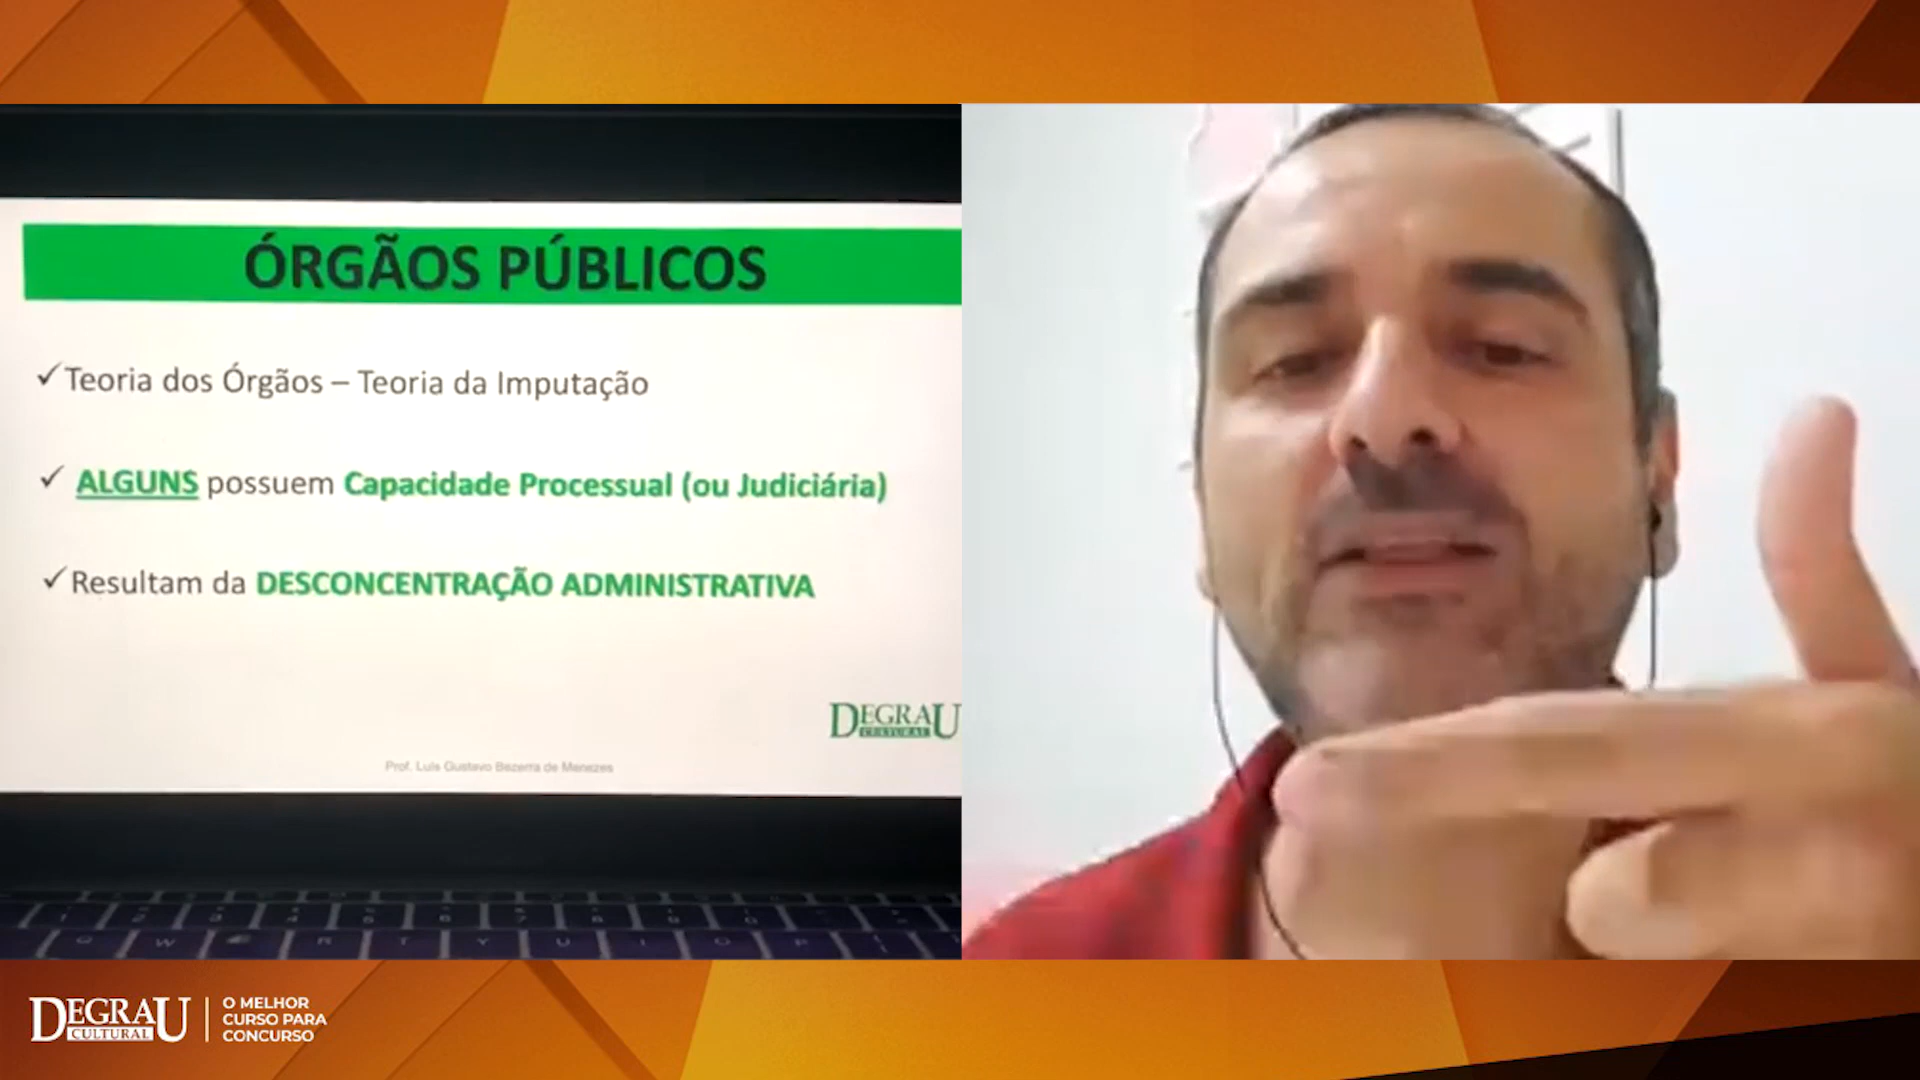 ÓRGÃOS PÚBLICOS
Teoria dos Órgãos – Teoria da Imputação
ALGUNS possuem Capacidade Processual (ou Judiciária)
Resultam da DESCONCENTRAÇÃO ADMINISTRATIVA
DEGRAU
CULTURAL
Prof. Luis Gustavo Bezerra de Menezes
DEGRAU
CULTURAL
O MELHOR
CURSO PARA
CONCURSO